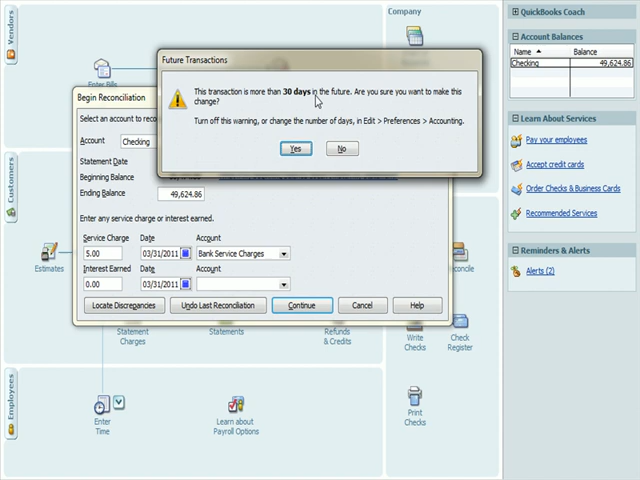 Vendors
Company
QuickBooks Coach
Account Balances
Name
Balance
Checking
49,624.86
Enter Bills
Future Transactions
This transaction is more than 30 days in the future. Are you sure you want to make this
change?
Turn off this warning, or change the number of days, in Edit > Preferences > Accounting.
Yes
No
Begin Reconciliation
Select an account to reco
Account
Checking
Statement Date
Beginning Balance
Ending Balance
49,624.86
Enter any service charge or interest earned.
Service Charge
Date
Account
5.00
03/31/2011
Bank Service Charges
Interest Earned
Date
Account
0.00
03/31/2011
Locate Discrepancies
Undo Last Reconciliation
Continue
Cancel
Help
Learn About Services
Pay your employees
Accept credit cards
Order Checks & Business Cards
Recommended Services
Reminders & Alerts
Alerts (2)
Customers
Estimates
concile
Statement
Charges
Statements
Refunds
& Credits
Write
Checks
Check
Register
Employees
Enter
Time
Learn about
Payroll Options
Print
Checks